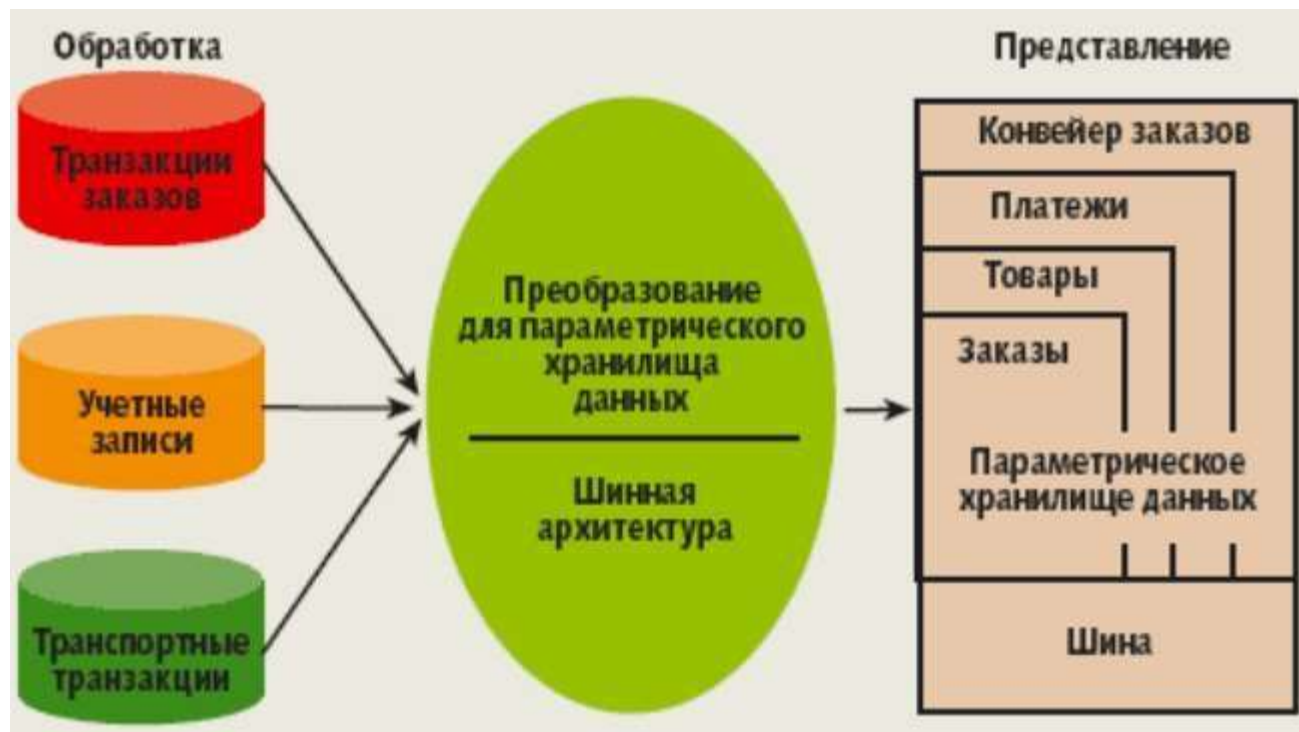 Обработка
Транзакции
заказов
Учетные
записи
Транспортные
транзакции
Преобразование
для параметрического
хранилища
данных
Шинная
архитектура
Представление
Конвейер заказов
Платежи
Товары
Заказы
Параметрическое
хранилище данных
Шина